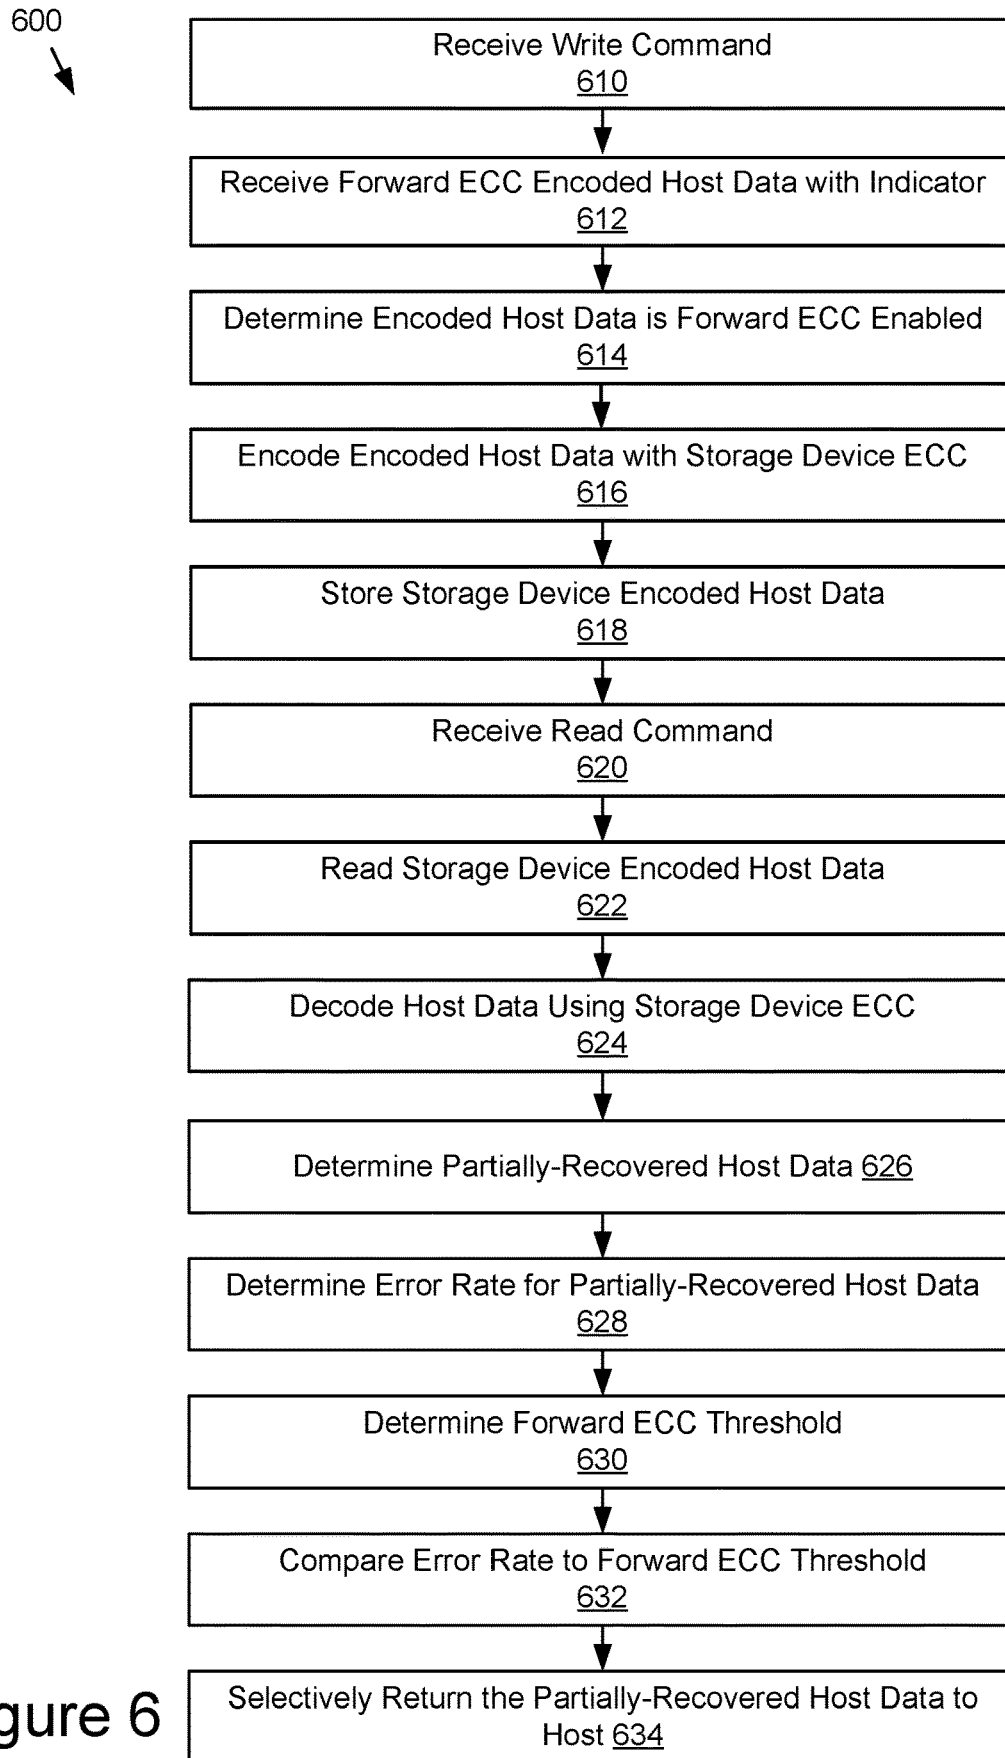 600
Receive Write Command
610
Receive Forward ECC Encoded Host Data with Indicator
612
Determine Encoded Host Data is Forward ECC Enabled
614
Encode Encoded Host Data with Storage Device ECC
616
Store Storage Device Encoded Host Data
618
Receive Read Command
620
Read Storage Device Encoded Host Data
622
Decode Host Data Using Storage Device ECC
624
Determine Partially-Recovered Host Data 626
Determine Error Rate for Partially-Recovered Host Data
628
Determine Forward ECC Threshold
630
Compare Error Rate to Forward ECC Threshold
632
Selectively Return the Partially-Recovered Host Data to
Host 634
gure 6